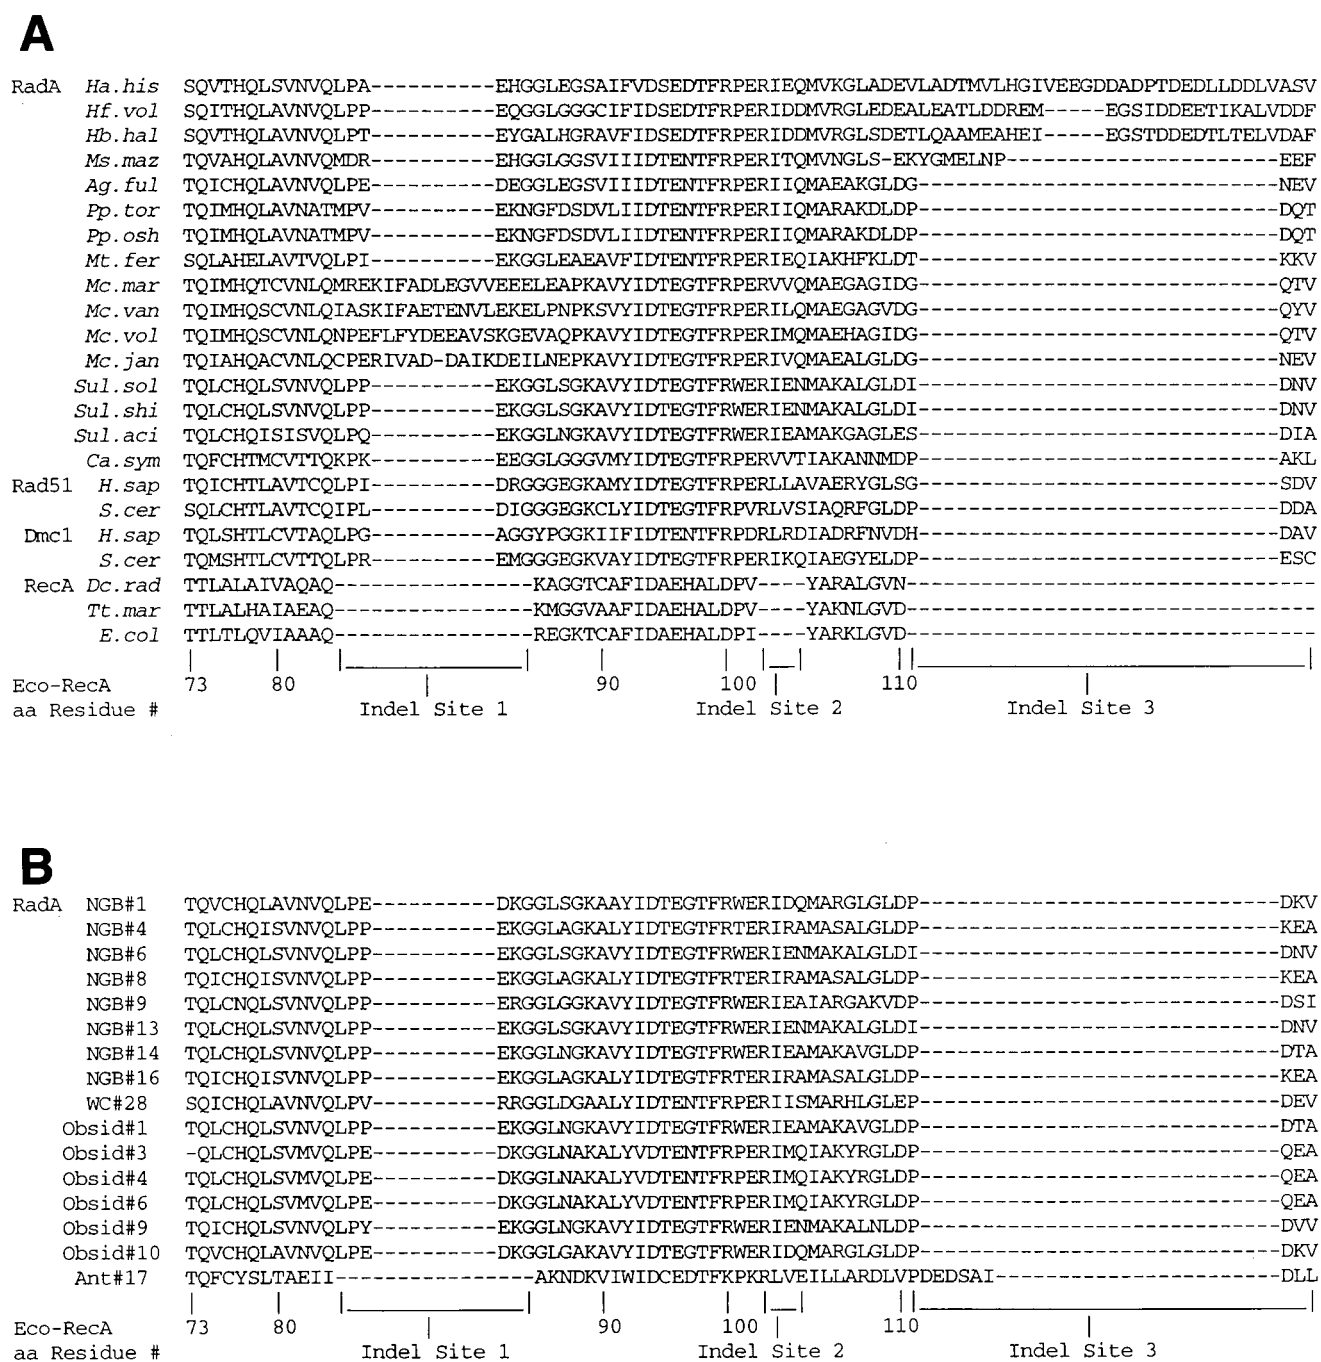 A
RadA Ha.his SQVTHQLSVNVQLPA----------EHGGLEGSAIFVDSEDTFRPERIEQMVKGLADEVLADTMVLHGIVEEGDDADPTDEDLLDDLVASV
Hf.vol SQITHQLAVNVQLPP----------EQGGLGGGCIFIDSEDTFRPERIDDMVRGLEDEALEATLDDREM-----EGSIDDEETIKALVDDF
Hb.hal SQVTHQLAVNVQLPT----------EYGALHGRAVFIDSEDTFRPERIDDMVRGLSDETLQAAMEAHEI-----EGSTDDEDTLTELVDAF
Ms.maz TQVAHQLAVNVQMDR----------EHGGLGGSVIIIDTENTFRPERITQMVNGLS-EKYGMELNP----------------------EEF
Ag.ful TQICHQLAVNVQLPE----------DEGGLEGSVIIIDTENTFRPERIIQMAEAKGLDG-----------------------------NEV
Pp.tor TQIMHQLAVNATMPV----------EKNGFDSDVLIIDTENTFRPERIIQMARAKDLDP-----------------------------DQT
Pp.osh TQIMHQLAVNATMPV----------EKNGFDSDVLIIDTENTFRPERIIQMARAKDLDP-----------------------------DQT
Mt.fer SQLAHELAVTVQLPI----------EKGGLEAEAVFIDTENTFRPERIEQIAKHFKLDT-----------------------------KKV
Mc.mar TQIMHQTCVNLQMREKIFADLEGVVEEELEAPKAVYIDTEGTFRPERVVQMAEGAGIDG-----------------------------QTV
Mc.van TQIMHQSCVNLQIASKIFAETENVLEKELPNPKSVYIDTEGTFRPERILQMAEGAGVDG-----------------------------QYV
Mc.vol TQIMHQSCVNLQNPEFLFYDEEAVSKGEVAQPKAVYIDTEGTFRPERIMQMAEHAGIDG-----------------------------QTV
Mc.jan TQIAHQACVNLQCPERIVAD-DAIKDEILNEPKAVYIDTEGTFRPERIVQMAEALGLDG-----------------------------NEV
Sul.sol TQLCHQLSVNVQLPP----------EKGGLSGKAVYIDTEGTFRWERIENMAKALGLDI-----------------------------DNV
Sul.shi TQLCHQLSVNVQLPP----------EKGGLSGKAVYIDTEGTFRWERIENMAKALGLDI-----------------------------DNV
Sul.aci TQLCHQISISVQLPQ----------EKGGLNGKAVYIDTEGTFRWERIEAMAKGAGLES-----------------------------DIA
Ca.sym TQFCHTMCVTTQKPK----------EEGGLGGGVMYIDTEGTFRPERVVTIAKANNMDP-----------------------------AKL
Rad51 H.sap TQICHTLAVTCQLPI----------DRGGGEGKAMYIDTEGTFRPERLLAVAERYGLSG-----------------------------SDV
S.cer SQLCHTLAVTCQIPL----------DIGGGEGKCLYIDTEGTFRPVRLVSIAQRFGLDP-----------------------------DDA
Dmc1 H.sap TQLSHTLCVTAQLPG----------AGGYPGGKIIFIDTENTFRPDRLRDIADRFNVDH-----------------------------DAV
S.cer TQMSHTLCVTTQLPR----------EMGGGEGKVAYIDTEGTFRPERIKQIAEGYELDP-----------------------------ESC
RecA Dc.rad TTLALAIVAQAQ----------------KAGGTCAFIDAEHALDPV----YARALGVN---------------------------------
Tt.mar TTLALHAIAEAQ----------------KMGGVAAFIDAEHALDPV----YAKNLGVD---------------------------------
E.col TTLTLQVIAAAQ----------------REGKTCAFIDAEHALDPI----YARKLGVD---------------------------------
Eco-RecA 73 80 90 100 110
aa Residue # Indel Site 1 Indel Site 2 Indel Site 3
B
RadA NGB#1 TQVCHQLAVNVQLPE----------DKGGLSGKAAYIDTEGTFRWERIDQMARGLGLDP-----------------------------DKV
NGB#4 TQLCHQISVNVQLPP----------EKGGLAGKALYIDTEGTFRTERIRAMASALGLDP-----------------------------KEA
NGB#6 TQLCHQLSVNVQLPP----------EKGGLSGKAVYIDTEGTFRWERIENMAKALGLDI-----------------------------DNV
NGB#8 TQICHQISVNVQLPP----------EKGGLAGKALYIDTEGTFRTERIRAMASALGLDP-----------------------------KEA
NGB#9 TQLCNQLSVNVQLPP----------ERGGLGGKAVYIDTEGTFRWERIEAIARGAKVDP-----------------------------DSI
NGB#13 TQLCHQLSVNVQLPP----------EKGGLSGKAVYIDTEGTFRWERIENMAKALGLDI-----------------------------DNV
NGB#14 TQLCHQLSVNVQLPP----------EKGGLNGKAVYIDTEGTFRWERIEAMAKAVGLDP-----------------------------DTA
NGB#16 TQICHQISVNVQLPP----------EKGGLAGKALYIDTEGTFRTERIRAMASALGLDP-----------------------------KEA
WC#28 SQICHQLAVNVQLPV----------RRGGLDGAALYIDTENTFRPERIISMARHLGLEP-----------------------------DEV
Obsid#1 TQLCHQLSVNVQLPP----------EKGGLNGKAVYIDTEGTFRWERIEAMAKAVGLDP-----------------------------DTA
Obsid#3 -QLCHQLSVMVQLPE----------DKGGLNAKALYVDTENTFRPERIMQIAKYRGLDP-----------------------------QEA
Obsid#4 TQLCHQLSVMVQLPE----------DKGGLNAKALYVDTENTFRPERIMQIAKYRGLDP-----------------------------QEA
Obsid#6 TQLCHQLSVMVQLPE----------DKGGLNAKALYVDTENTFRPERIMQIAKYRGLDP-----------------------------QEA
Obsid#9 TQICHQLSVNVQLPY----------EKGGLNGKAVYIDTEGTFRWERIENMAKALNLDP-----------------------------DVV
Obsid#10 TQVCHQLAVNVQLPE----------DKGGLGAKAVYIDTEGTFRWERIDQMARGLGLDP-----------------------------DKV
Ant#17 TQFCYSLTAEII----------------AKNDKVIWIDCEDTFKPKRLVEILLARDLVPDEDSAI-----------------------DLL
Eco-RecA 73 80 90 100 110
aa Residue # Indel Site 1 Indel Site 2 Indel Site 3